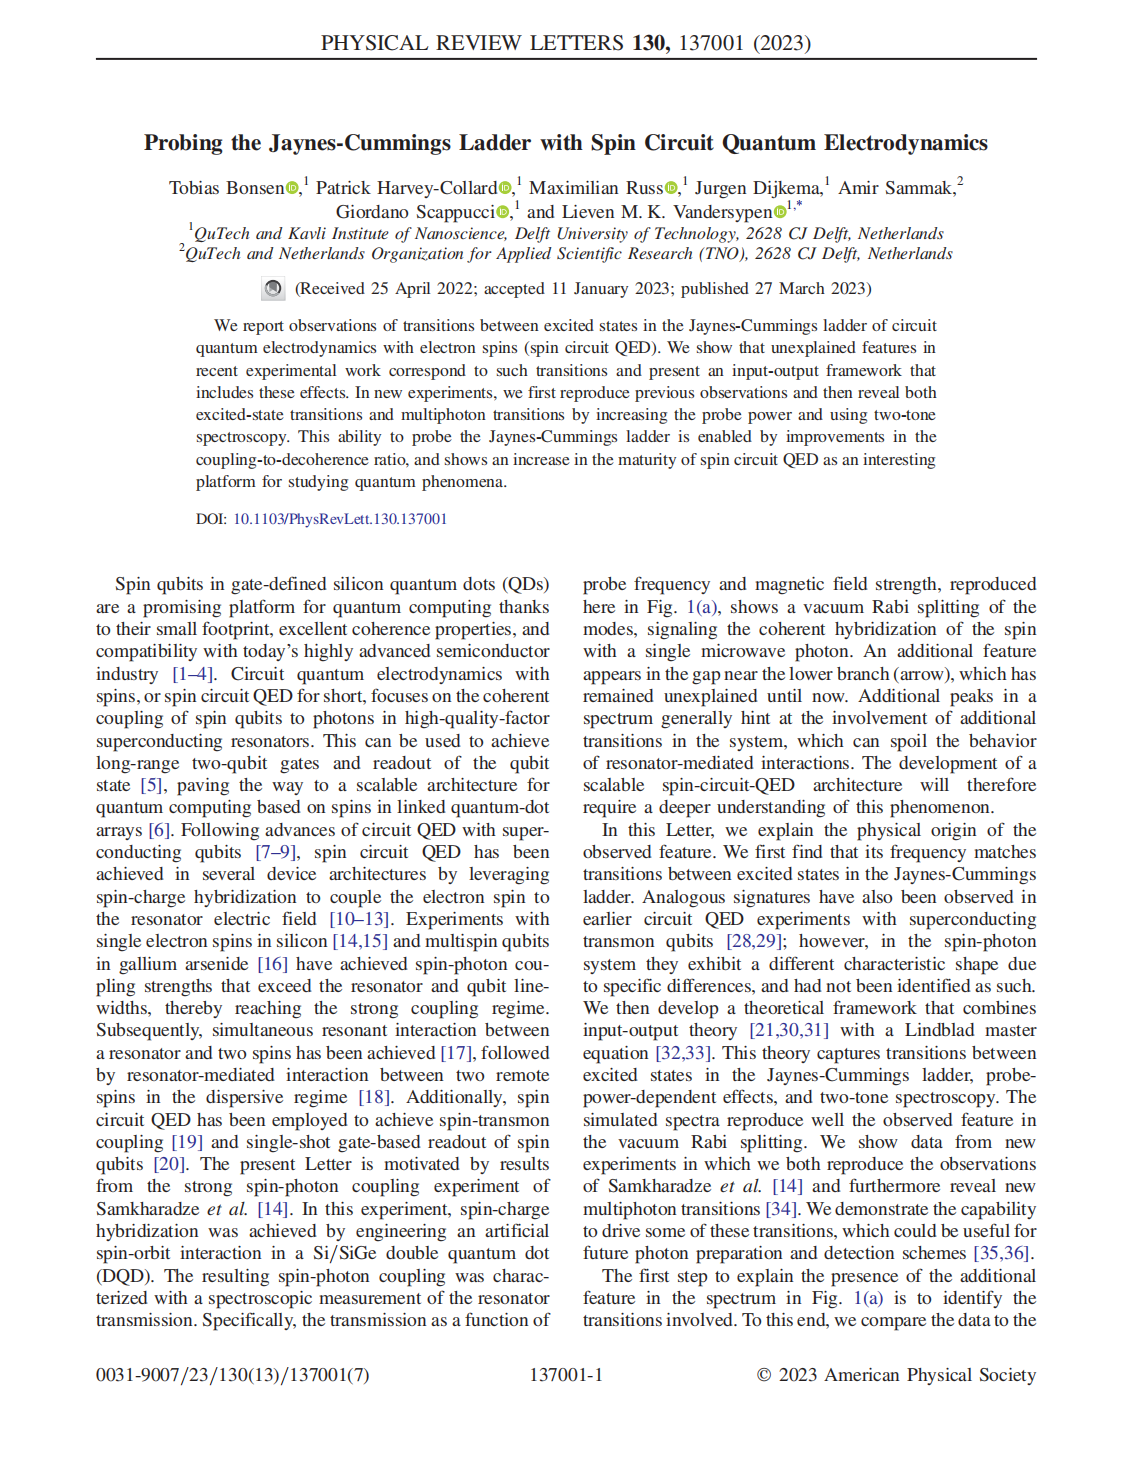 PHYSICAL REVIEW LETTERS 130, 137001 (2023)
Probing the Jaynes-Cummings Ladder with Spin Circuit Quantum Electrodynamics
Tobias Bonsen,1 Patrick Harvey-Collard,1 Maximilian Russ,1 Jurgen Dijkema,1 Amir Sammak,2
Giordano Scappucci,1 and Lieven M. K. Vandersypen1,*
1QuTech and Kavli Institute of Nanoscience, Delft University of Technology, 2628 CJ Delft, Netherlands
2QuTech and Netherlands Organization for Applied Scientific Research (TNO), 2628 CJ Delft, Netherlands
(Received 25 April 2022; accepted 11 January 2023; published 27 March 2023)
We report observations of transitions between excited states in the Jaynes-Cummings ladder of circuit
quantum electrodynamics with electron spins (spin circuit QED). We show that unexplained features in
recent experimental work correspond to such transitions and present an input-output framework that
includes these effects. In new experiments, we first reproduce previous observations and then reveal both
excited-state transitions and multiphoton transitions by increasing the probe power and using two-tone
spectroscopy. This ability to probe the Jaynes-Cummings ladder is enabled by improvements in the
coupling-to-decoherence ratio, and shows an increase in the maturity of spin circuit QED as an interesting
platform for studying quantum phenomena.
DOI: 10.1103/PhysRevLett.130.137001
Spin qubits in gate-defined silicon quantum dots (QDs)
are a promising platform for quantum computing thanks
to their small footprint, excellent coherence properties, and
compatibility with today's highly advanced semiconductor
industry [1–4]. Circuit quantum electrodynamics with
spins, or spin circuit QED for short, focuses on the coherent
coupling of spin qubits to photons in high-quality-factor
superconducting resonators. This can be used to achieve
long-range two-qubit gates and readout of the qubit
state [5], paving the way to a scalable architecture for
quantum computing based on spins in linked quantum-dot
arrays [6]. Following advances of circuit QED with super-
conducting qubits [7–9], spin circuit QED has been
achieved in several device architectures by leveraging
spin-charge hybridization to couple the electron spin to
the resonator electric field [10–13]. Experiments with
single electron spins in silicon [14,15] and multispin qubits
in gallium arsenide [16] have achieved spin-photon cou-
pling strengths that exceed the resonator and qubit line-
widths, thereby reaching the strong coupling regime.
Subsequently, simultaneous resonant interaction between
a resonator and two spins has been achieved [17], followed
by resonator-mediated interaction between two remote
spins in the dispersive regime [18]. Additionally, spin
circuit QED has been employed to achieve spin-transmon
coupling [19] and single-shot gate-based readout of spin
qubits [20]. The present Letter is motivated by results
from the strong spin-photon coupling experiment of
Samkharadze et al. [14]. In this experiment, spin-charge
hybridization was achieved by engineering an artificial
spin-orbit interaction in a Si/SiGe double quantum dot
(DQD). The resulting spin-photon coupling was charac-
terized with a spectroscopic measurement of the resonator
transmission. Specifically, the transmission as a function of
probe frequency and magnetic field strength, reproduced
here in Fig. 1(a), shows a vacuum Rabi splitting of the
modes, signaling the coherent hybridization of the spin
with a single microwave photon. An additional feature
appears in the gap near the lower branch (arrow), which has
remained unexplained until now. Additional peaks in a
spectrum generally hint at the involvement of additional
transitions in the system, which can spoil the behavior
of resonator-mediated interactions. The development of a
scalable spin-circuit-QED architecture will therefore
require a deeper understanding of this phenomenon.
In this Letter, we explain the physical origin of the
observed feature. We first find that its frequency matches
transitions between excited states in the Jaynes-Cummings
ladder. Analogous signatures have also been observed in
earlier circuit QED experiments with superconducting
transmon qubits [28,29]; however, in the spin-photon
system they exhibit a different characteristic shape due
to specific differences, and had not been identified as such.
We then develop a theoretical framework that combines
input-output theory [21,30,31] with a Lindblad master
equation [32,33]. This theory captures transitions between
excited states in the Jaynes-Cummings ladder, probe-
power-dependent effects, and two-tone spectroscopy. The
simulated spectra reproduce well the observed feature in
the vacuum Rabi splitting. We show data from new
experiments in which we both reproduce the observations
of Samkharadze et al. [14] and furthermore reveal new
multiphoton transitions [34]. We demonstrate the capability
to drive some of these transitions, which could be useful for
future photon preparation and detection schemes [35,36].
The first step to explain the presence of the additional
feature in the spectrum in Fig. 1(a) is to identify the
transitions involved. To this end, we compare the data to the
0031-9007/23/130(13)/137001(7)
137001-1
© 2023 American Physical Society